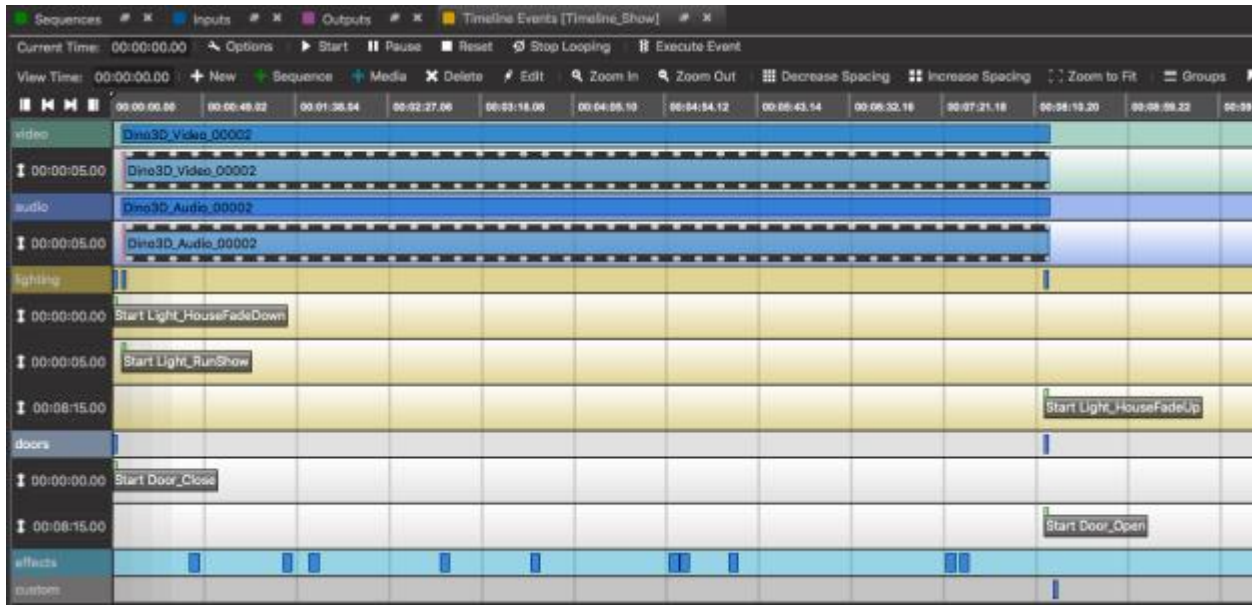 Sequences Inputs Outputs Timeline Events [Timeline_Show]
Current Time: 00:00:00.00 Options Start Pause Reset Stop Looping Execute Event
View Time: 00:00:00.00 New Sequence Media Delete Edit Zoom In Zoom Out Decrease Spacing Increase Spacing Zoom to Fit Groups
00:00:00.00 00:00:49.02 00:01:38.04 00:02:27.06 00:03:16.08 00:04:05.10 00:04:54.12 00:05:43.14 00:06:32.16 00:07:21.18 00:08:10.20 00:08:59.22
video Dino3D_Video_00002
00:00:05.00 Dino3D_Video_00002
audio Dino3D_Audio_00002
00:00:05.00 Dino3D_Audio_00002
lighting
00:00:00.00 Start Light_HouseFadeDown
00:00:05.00 Start Light_RunShow
00:08:15.00 Start Light_HouseFadeUp
doors
00:00:00.00 Start Door_Close
00:08:15.00 Start Door_Open
effects
custom